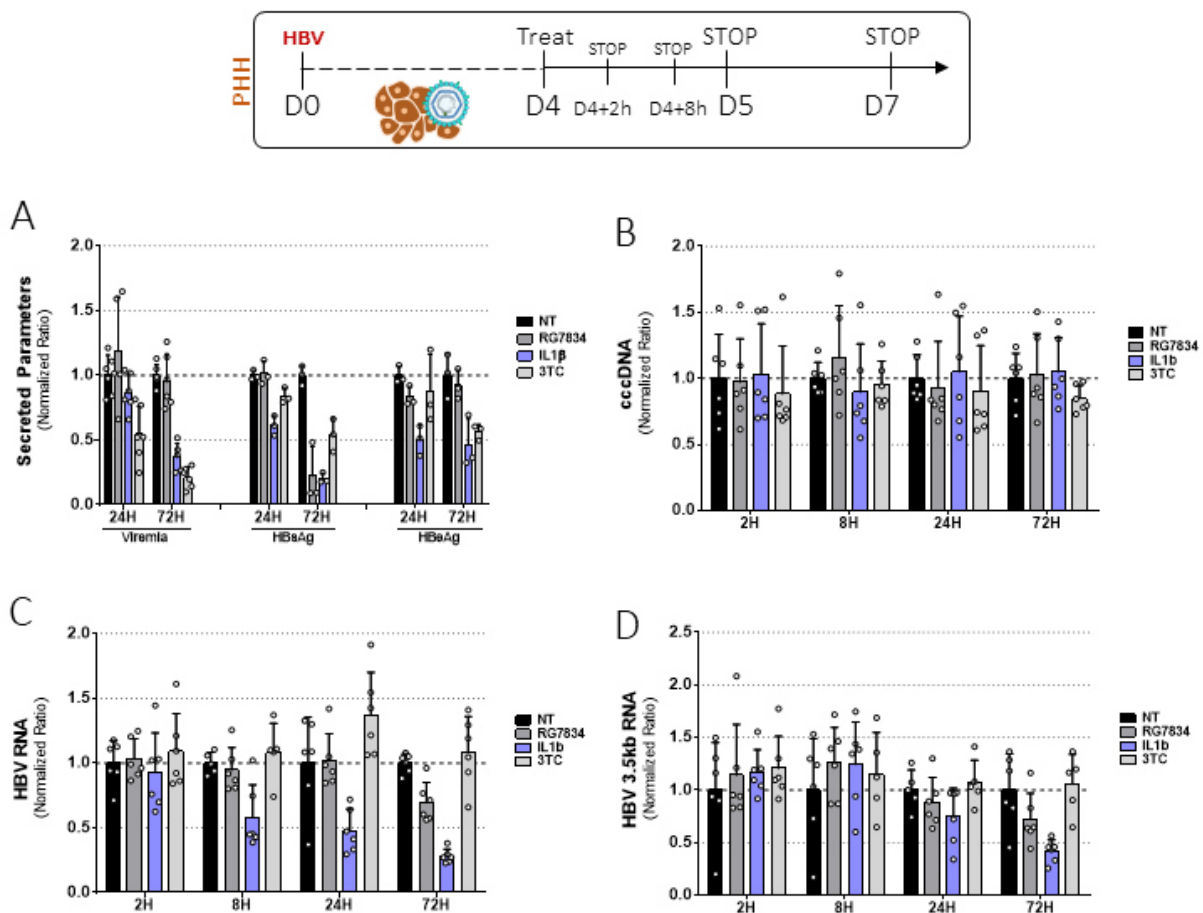 PHH
HBV
Treat
STOP
STOP
STOP
STOP
D0
D4
D4+2h
D4+8h
D5
D7
A
Secreted Parameters
(Normalized Ratio)
2.0
1.5
1.0
0.5
0.0
24H 72H
24H 72H
24H 72H
Viremia
HBsAg
HBeAg
NT
RG7834
IL1β
3TC
B
cccDNA
(Normalized Ratio)
2.0
1.5
1.0
0.5
0.0
2H 8H 24H 72H
NT
RG7834
IL1b
3TC
C
HBV RNA
(Normalized Ratio)
2.0
1.5
1.0
0.5
0.0
2H 8H 24H 72H
NT
RG7834
IL1b
3TC
D
HBV 3.5kb RNA
(Normalized Ratio)
2.5
2.0
1.5
1.0
0.5
0.0
2H 8H 24H 72H
NT
RG7834
IL1b
3TC